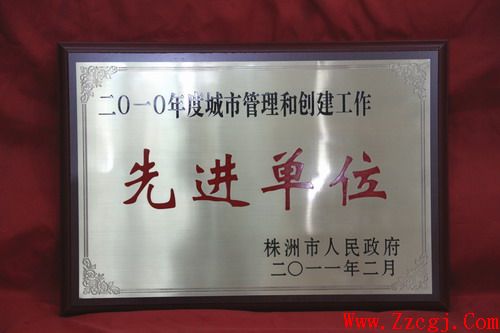 二〇一〇年度城市管理和创建工作
先进单位
株洲市人民政府
二〇一一年二月
Www.Zzcgj.Com